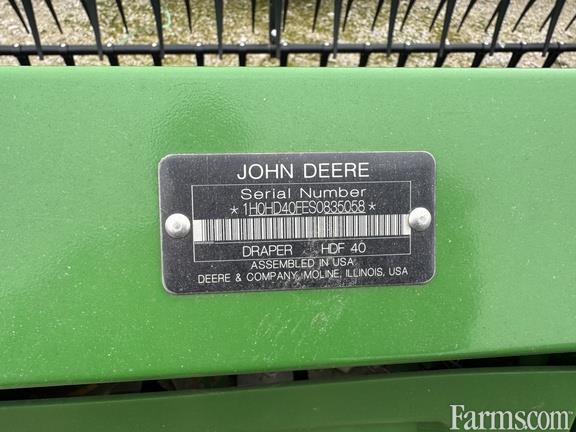 JOHN DEERE
Serial Number
*1H0HD40FES0835058*
DRAPER HDF 40
ASSEMBLED IN USA
DEERE & COMPANY, MOLINE, ILLINOIS, USA
Farms.com